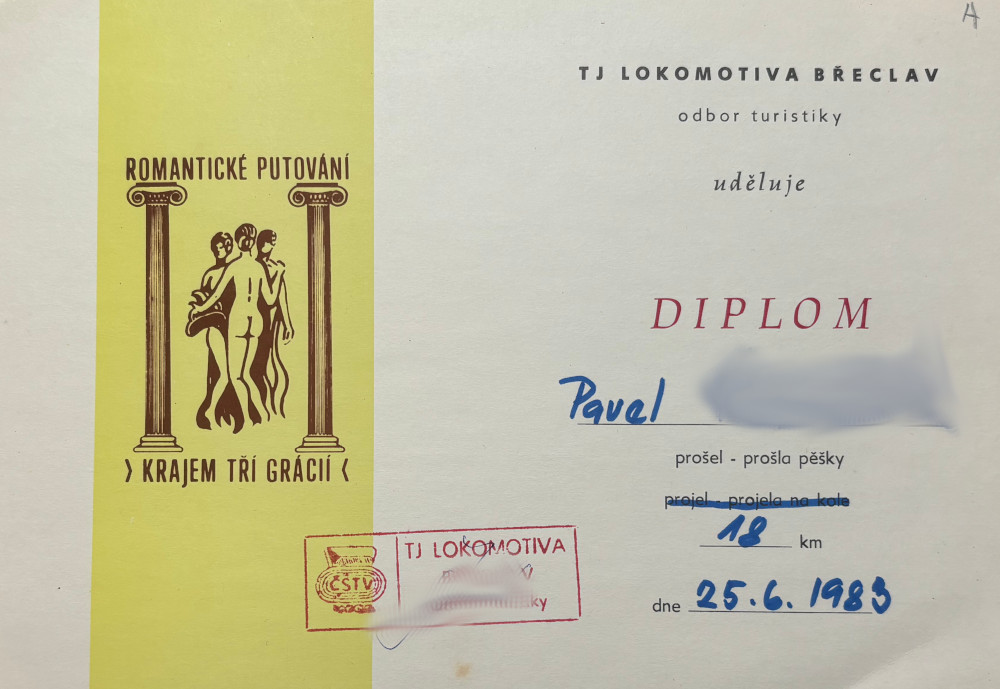 H
ROMANTICKÉ PUTOVÁNÍ
› KRAJEM TŘÍ GRÁCIÍ ‹
TJ LOKOMOTIVA BŘECLAV
odbor turistiky
uděluje
DIPLOM
Pavel
prošel - prošla pěšky
projel - projela na kole
18 km
dne 25.6.1983
ČSTV
TJ LOKOMOTIVA